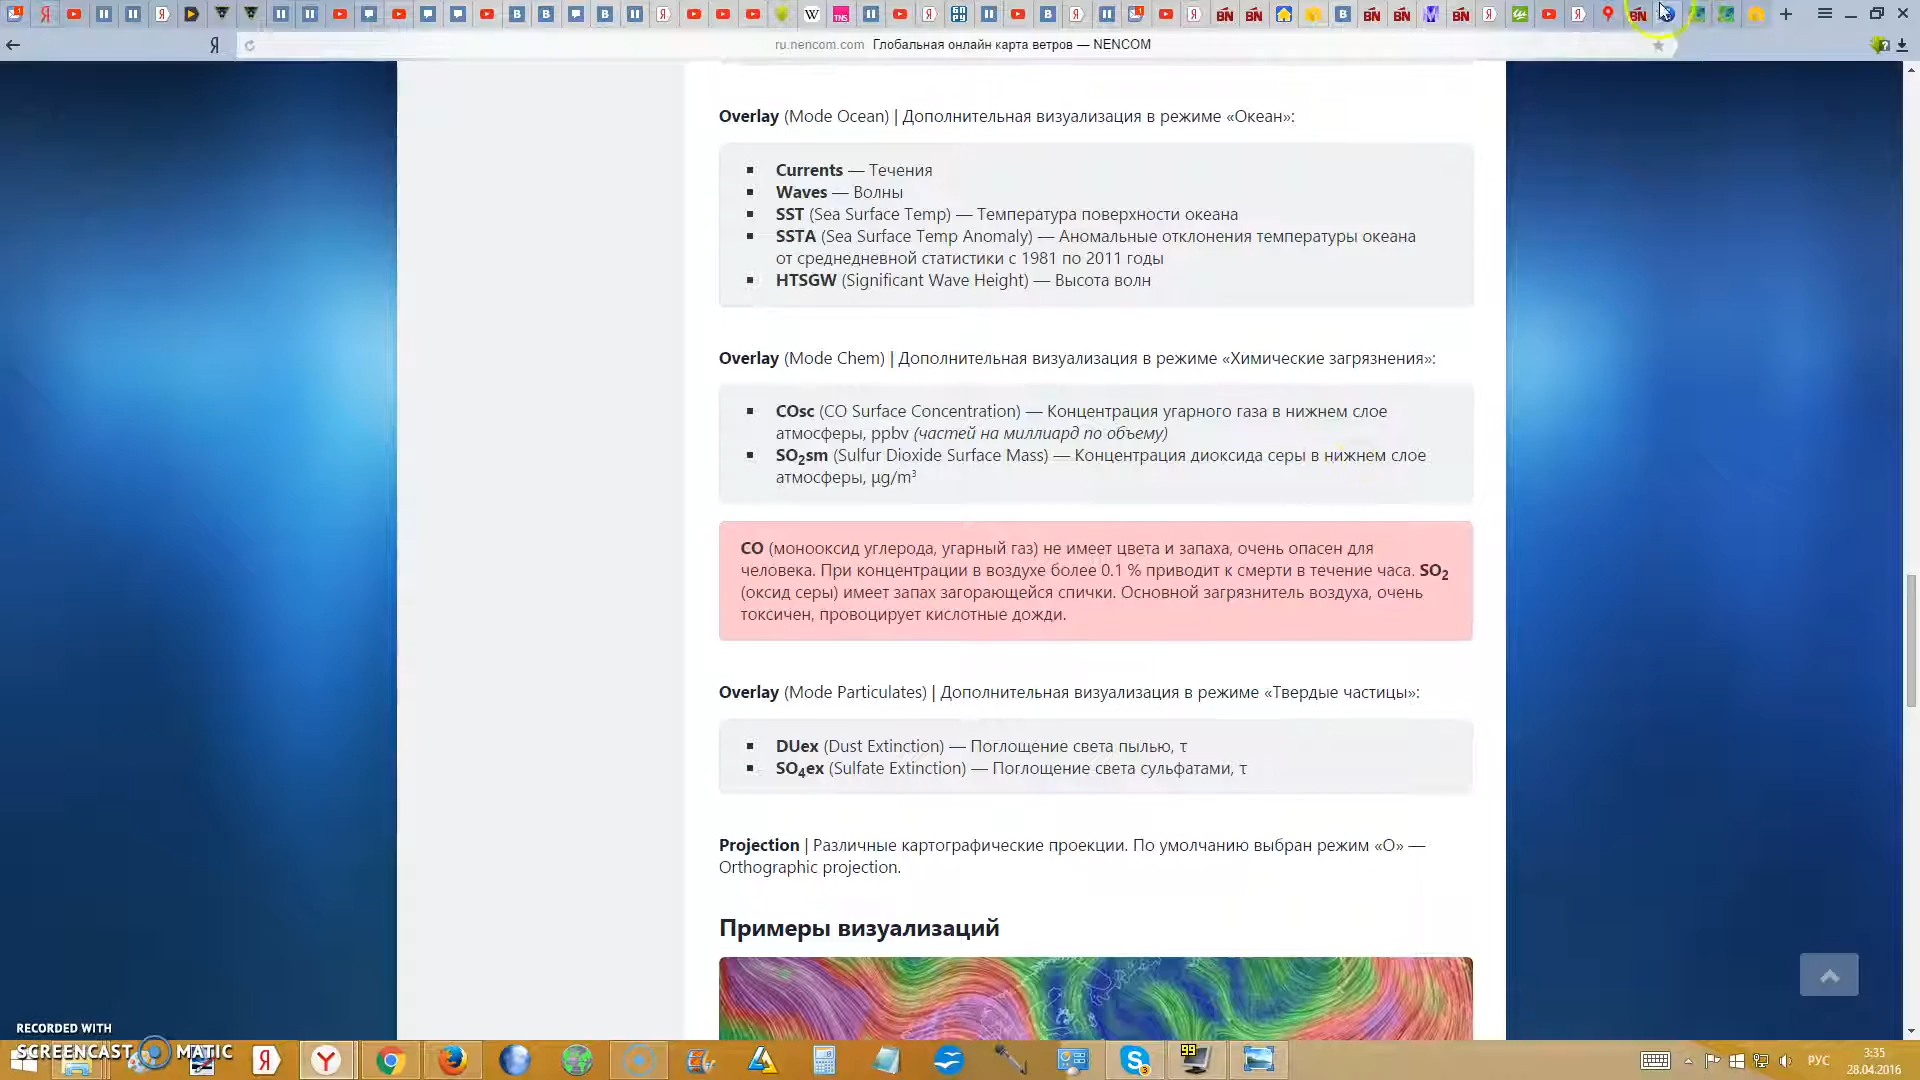 ru.nencom.com Глобальная онлайн карта ветров — NENCOM
Overlay (Mode Ocean) | Дополнительная визуализация в режиме «Океан»:
Currents — Течения
Waves — Волны
SST (Sea Surface Temp) — Температура поверхности океана
SSTA (Sea Surface Temp Anomaly) — Аномальные отклонения температуры океана
от среднедневной статистики с 1981 по 2011 годы
HTSGW (Significant Wave Height) — Высота волн
Overlay (Mode Chem) | Дополнительная визуализация в режиме «Химические загрязнения»:
COsc (CO Surface Concentration) — Концентрация угарного газа в нижнем слое
атмосферы, ppbv (частей на миллиард по объему)
SO₂sm (Sulfur Dioxide Surface Mass) — Концентрация диоксида серы в нижнем слое
атмосферы, µg/m³
CO (монооксид углерода, угарный газ) не имеет цвета и запаха, очень опасен для
человека. При концентрации в воздухе более 0.1 % приводит к смерти в течение часа. SO₂
(оксид серы) имеет запах загорающейся спички. Основной загрязнитель воздуха, очень
токсичен, провоцирует кислотные дожди.
Overlay (Mode Particulates) | Дополнительная визуализация в режиме «Твердые частицы»:
DUex (Dust Extinction) — Поглощение света пылью, τ
SO₄ex (Sulfate Extinction) — Поглощение света сульфатами, τ
Projection | Различные картографические проекции. По умолчанию выбран режим «O» —
Orthographic projection.
Примеры визуализаций
RECORDED WITH
SCREENCAST MATIC
99
3
РУС
3:35
28.04.2016